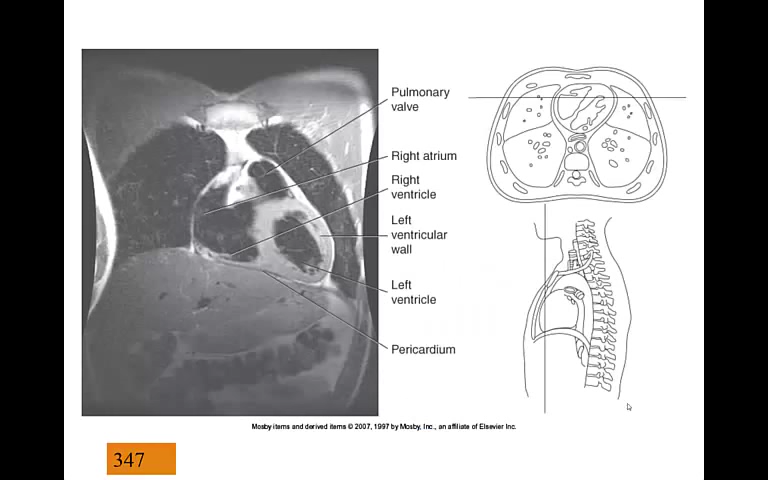 Pulmonary
valve
Right atrium
Right
ventricle
Left
ventricular
wall
Left
ventricle
Pericardium
Mosby items and derived items © 2007, 1997 by Mosby, Inc., an affiliate of Elsevier Inc.
347